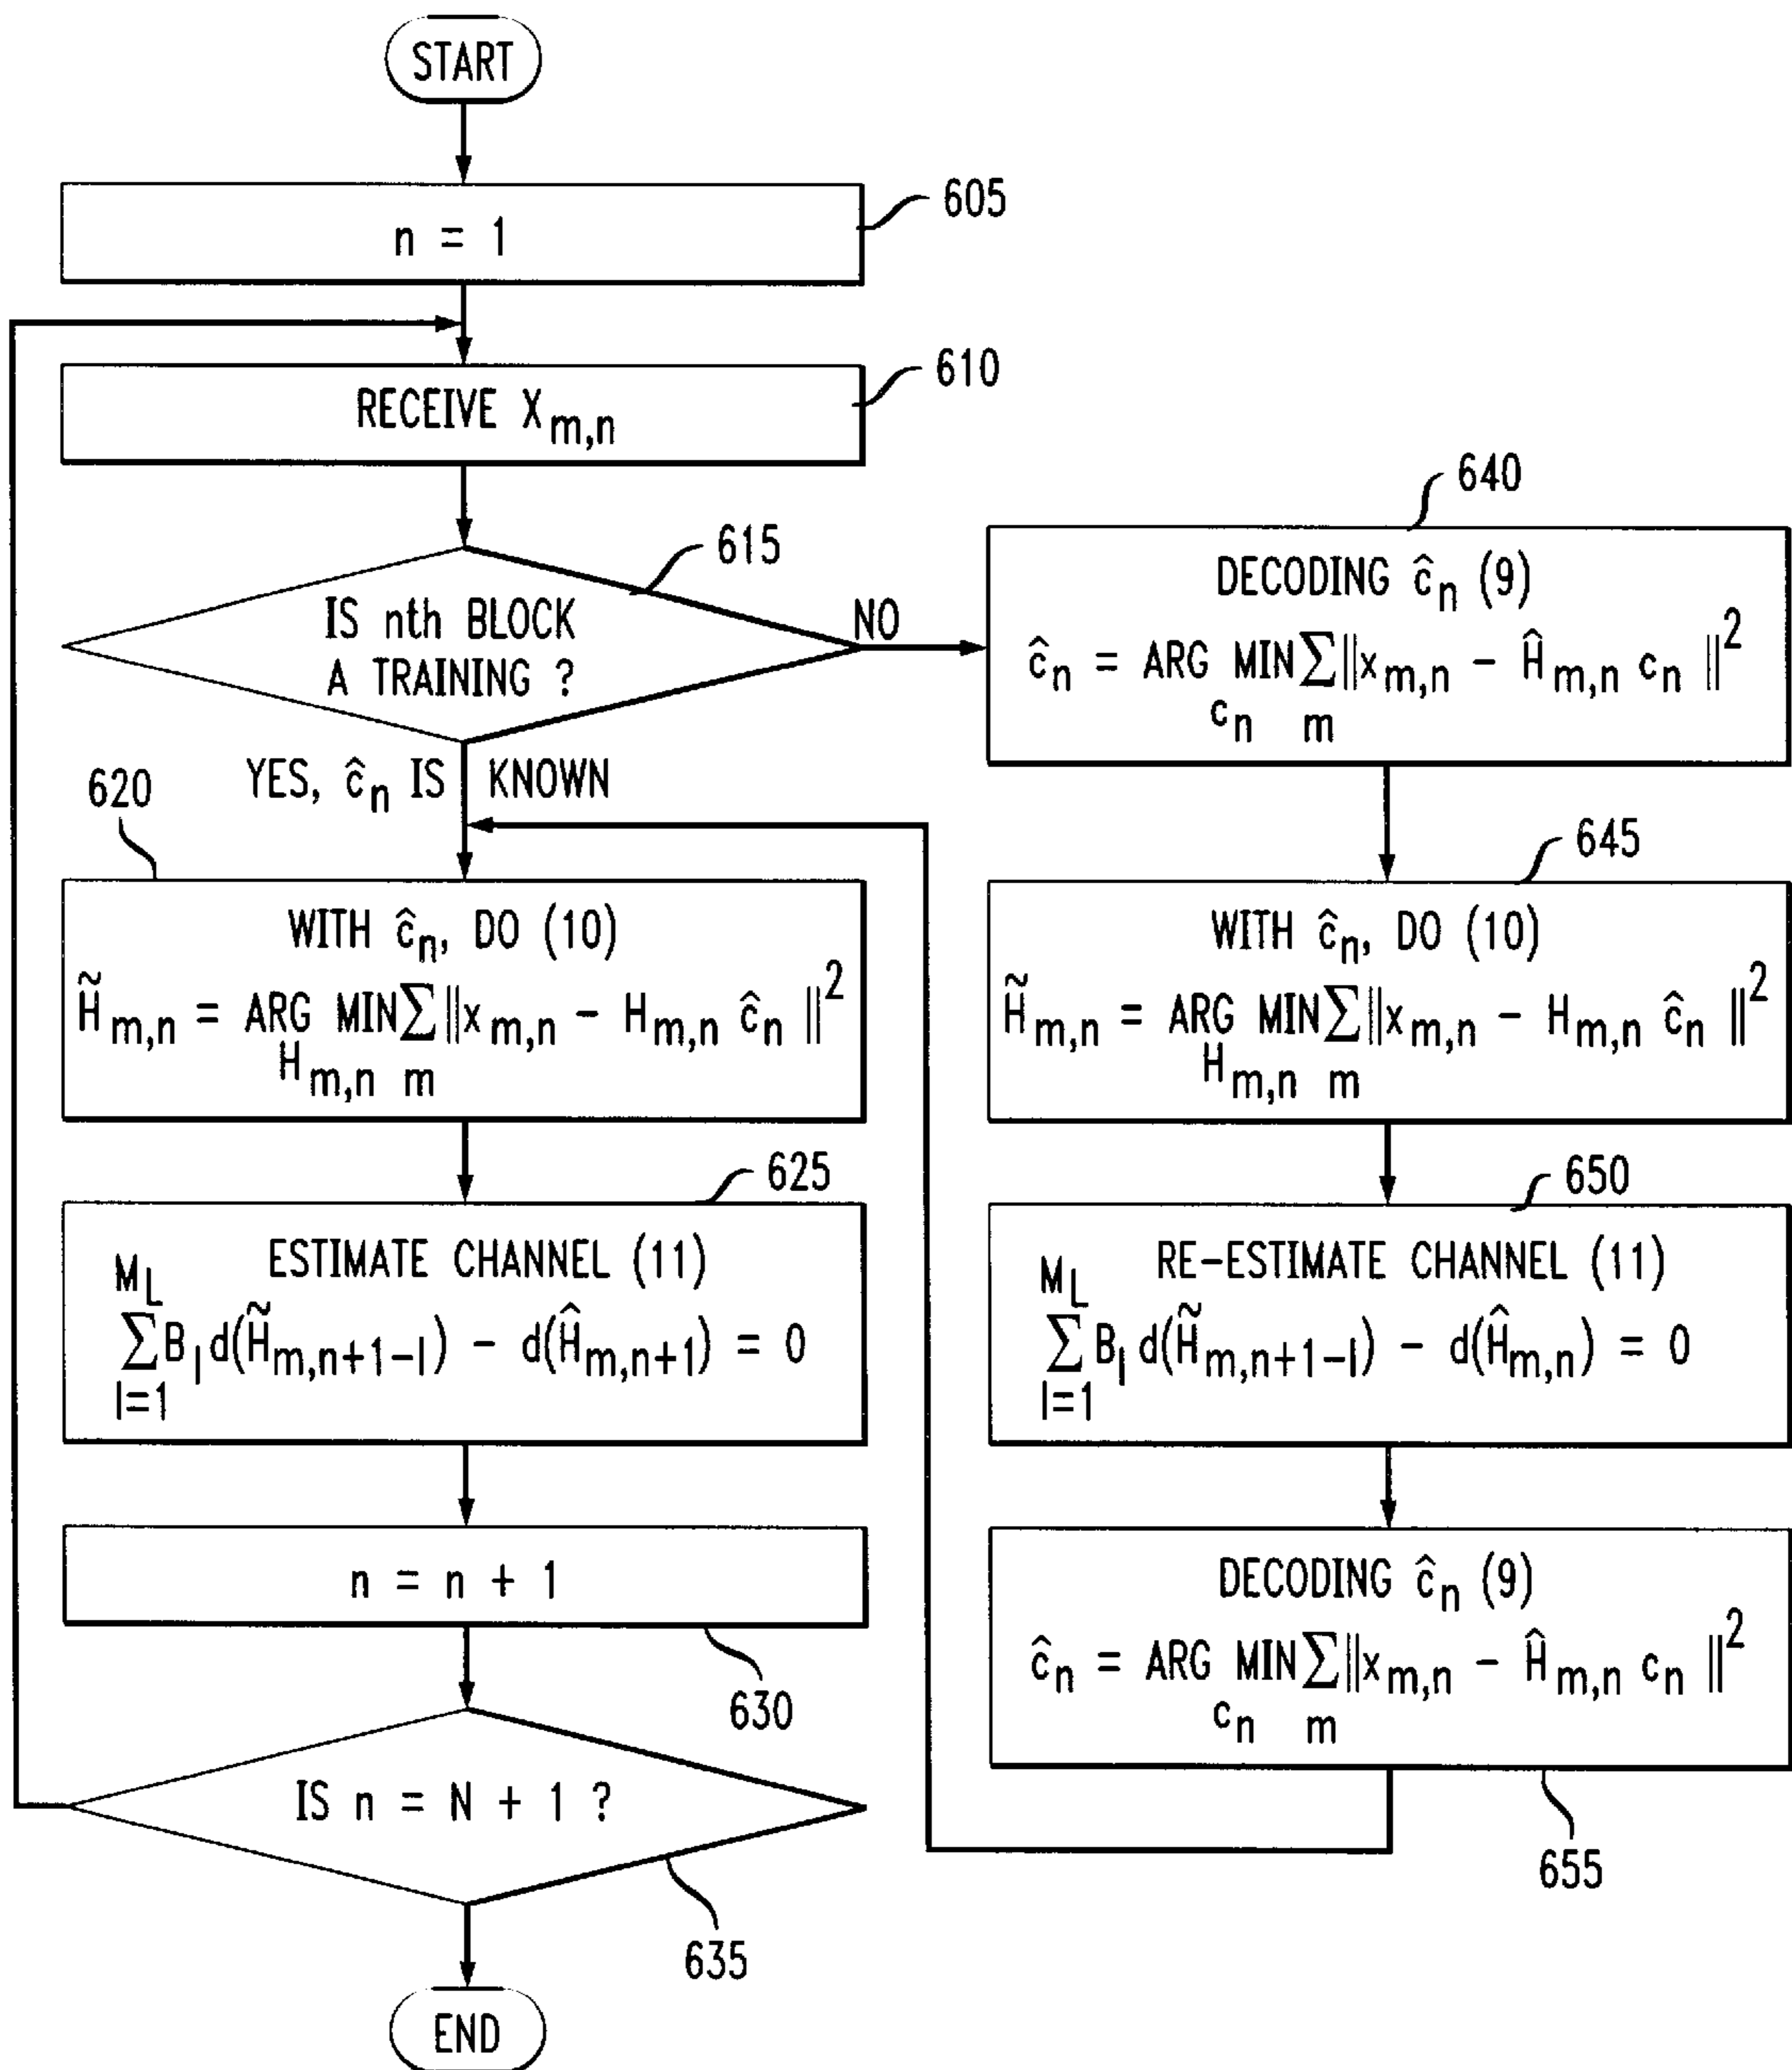 START
n = 1
605
RECEIVE X_{m,n}
610
IS nth BLOCK
A TRAINING ?
615
NO
YES, ĉ_n IS KNOWN
620
WITH ĉ_n, DO (10)
H̃_{m,n} = ARG MIN Σ ||x_{m,n} - H_{m,n} ĉ_n ||^2
H_{m,n} m
625
ESTIMATE CHANNEL (11)
M_L
Σ B_l d(H̃_{m,n+1-l}) - d(Ĥ_{m,n+1}) = 0
l=1
n = n + 1
630
IS n = N + 1 ?
635
END
640
DECODING ĉ_n (9)
ĉ_n = ARG MIN Σ ||x_{m,n} - Ĥ_{m,n} c_n ||^2
c_n m
645
WITH ĉ_n, DO (10)
H̃_{m,n} = ARG MIN Σ ||x_{m,n} - H_{m,n} ĉ_n ||^2
H_{m,n} m
650
RE-ESTIMATE CHANNEL (11)
M_L
Σ B_l d(H̃_{m,n+1-l}) - d(Ĥ_{m,n}) = 0
l=1
DECODING ĉ_n (9)
ĉ_n = ARG MIN Σ ||x_{m,n} - Ĥ_{m,n} c_n ||^2
c_n m
655